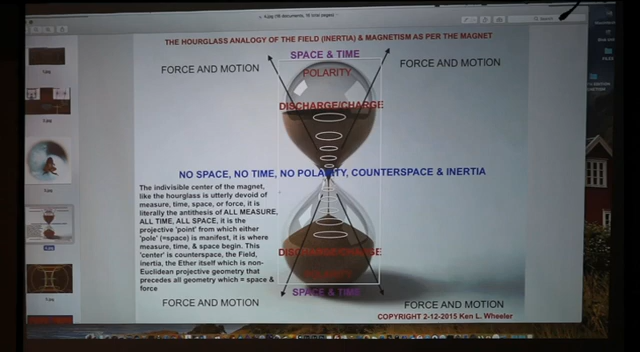 THE HOURGLASS ANALOGY OF THE FIELD (INERTIA) & MAGNETISM AS PER THE MAGNET
SPACE & TIME
FORCE AND MOTION
FORCE AND MOTION
POLARITY
DISCHARGE/CHARGE
NO SPACE, NO TIME, NO POLARITY, COUNTERSPACE & INERTIA
The indivisible center of the magnet,
like the hourglass is utterly devoid of
measure, time, space, or force, it is
literally the antithesis of ALL MEASURE,
ALL TIME, ALL SPACE, it is the
projective 'point' from which either
'pole' (=space) is manifest, it is where
measure, time, & space begin. This
'center' is counterspace, the Field,
inertia, the Ether itself which is non-
Euclidean projective geometry that
precedes all geometry which = space &
force
DISCHARGE/CHARGE
POLARITY
SPACE & TIME
FORCE AND MOTION
FORCE AND MOTION
COPYRIGHT 2-12-2015 Ken L. Wheeler